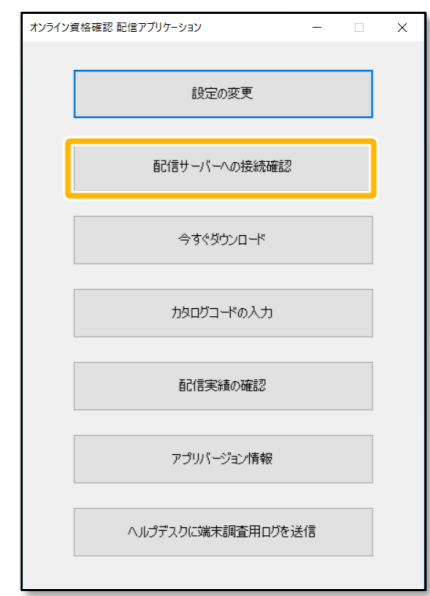 オンライン資格確認 配信アプリケーション
設定の変更
配信サーバーへの接続確認
今すぐダウンロード
カタログコードの入力
配信実績の確認
アプリバージョン情報
ヘルプデスクに端末調査用ログを送信